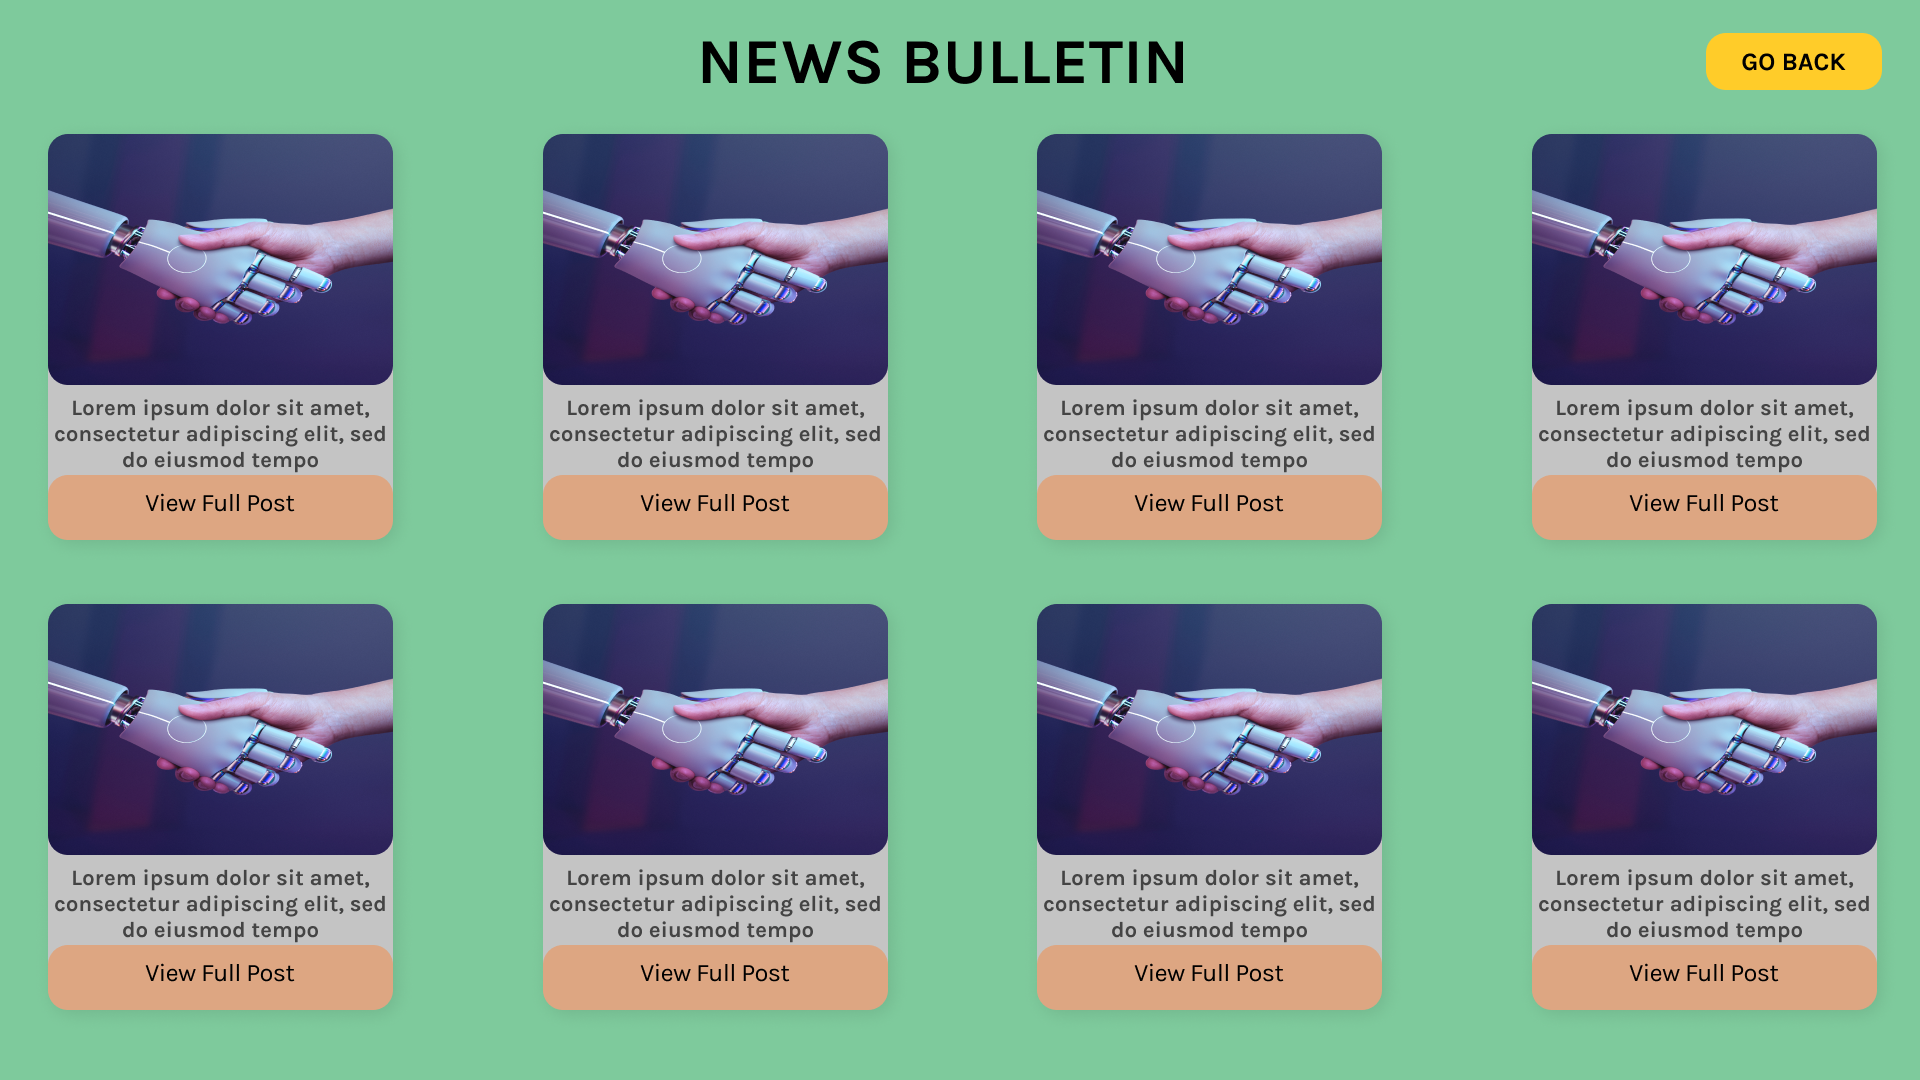 NEWS BULLETIN
GO BACK
Lorem ipsum dolor sit amet,
consectetur adipiscing elit, sed
do eiusmod tempo
View Full Post
Lorem ipsum dolor sit amet,
consectetur adipiscing elit, sed
do eiusmod tempo
View Full Post
Lorem ipsum dolor sit amet,
consectetur adipiscing elit, sed
do eiusmod tempo
View Full Post
Lorem ipsum dolor sit amet,
consectetur adipiscing elit, sed
do eiusmod tempo
View Full Post
Lorem ipsum dolor sit amet,
consectetur adipiscing elit, sed
do eiusmod tempo
View Full Post
Lorem ipsum dolor sit amet,
consectetur adipiscing elit, sed
do eiusmod tempo
View Full Post
Lorem ipsum dolor sit amet,
consectetur adipiscing elit, sed
do eiusmod tempo
View Full Post
Lorem ipsum dolor sit amet,
consectetur adipiscing elit, sed
do eiusmod tempo
View Full Post